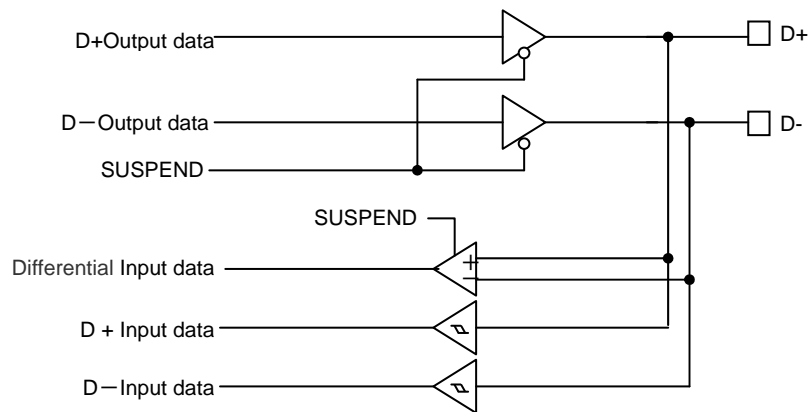 D+Output data
D+
D－Output data
D-
SUSPEND
SUSPEND
Differential Input data
+
−
D + Input data
D－Input data